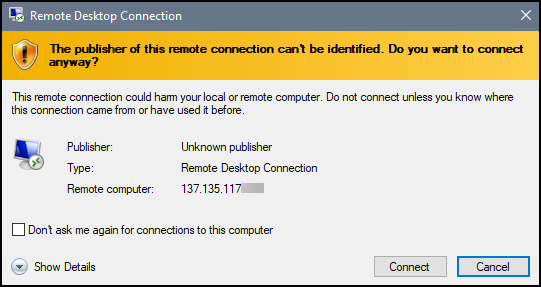 Remote Desktop Connection
The publisher of this remote connection can't be identified. Do you want to connect
anyway?
This remote connection could harm your local or remote computer. Do not connect unless you know where
this connection came from or have used it before.
Publisher: Unknown publisher
Type: Remote Desktop Connection
Remote computer: 137.135.117
Don't ask me again for connections to this computer
Show Details Connect Cancel